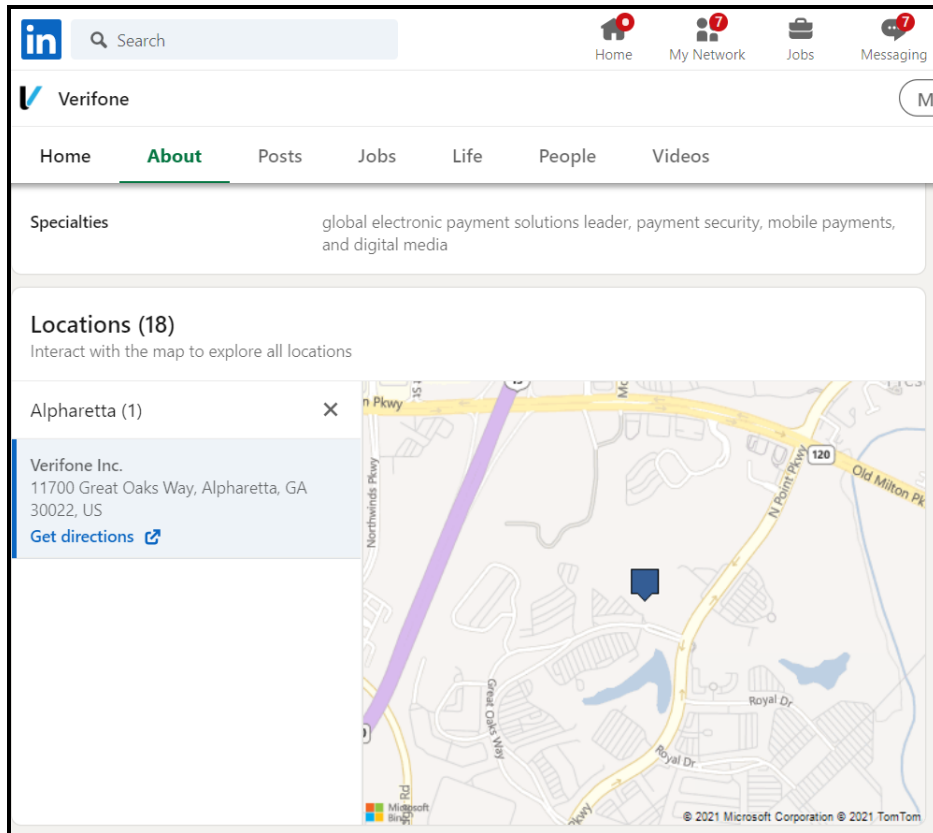 in
Search
Home
7
My Network
Jobs
7
Messaging
Verifone
M
Home
About
Posts
Jobs
Life
People
Videos
Specialties
global electronic payment solutions leader, payment security, mobile payments,
and digital media
Locations (18)
Interact with the map to explore all locations
Alpharetta (1)
Verifone Inc.
11700 Great Oaks Way, Alpharetta, GA
30022, US
Get directions
n Pkwy
St
Northwinds Pkwy
N Point Pkwy
120
Old Milton Pk
Great Oaks Way
Royal Dr
Royal Dr
Pkwy
Rd
Microsoft
Bing
© 2021 Microsoft Corporation © 2021 TomTom